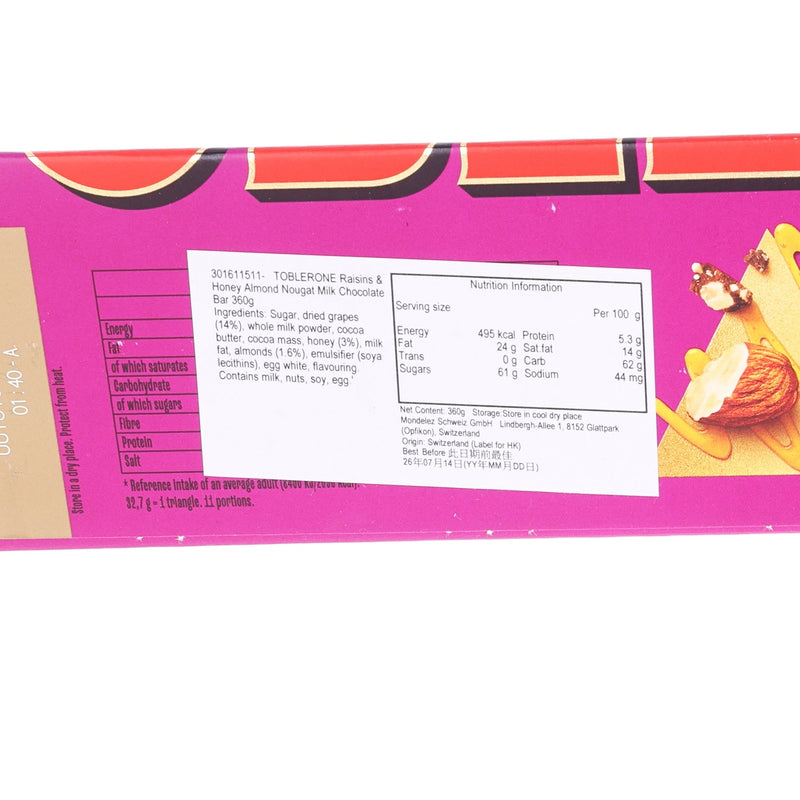 301611511- TOBLERONE Raisins &
Honey Almond Nougat Milk Chocolate
Bar 360g
Ingredients: Sugar, dried grapes
(14%), whole milk powder, cocoa
butter, cocoa mass, honey (3%), milk
fat, almonds (1.6%), emulsifier (soya
lecithins), egg white, flavouring.
Contains milk, nuts, soy, egg.
Nutrition Information
Serving size Per 100 g
Energy 495 kcal Protein 5.3 g
Fat 24 g Sat.fat 14 g
Trans 0 g Carb 62 g
Sugars 61 g Sodium 44 mg
Net Content: 360g Storage:Store in cool dry place
Mondelez Schweiz GmbH Lindbergh-Allee 1, 8152 Glattpark
(Opfikon), Switzerland
Origin: Switzerland (Label for HK)
Best Before 此日期前最佳
26年07月14日(YY年MM月DD日)
Energy
Fat
of which saturates
Carbohydrate
of which sugars
Fibre
Protein
Salt
* Reference intake of an average adult
32,7 g = 1 triangle. 11 portions.
Store in a dry place. Protect from heat.
01:40-A